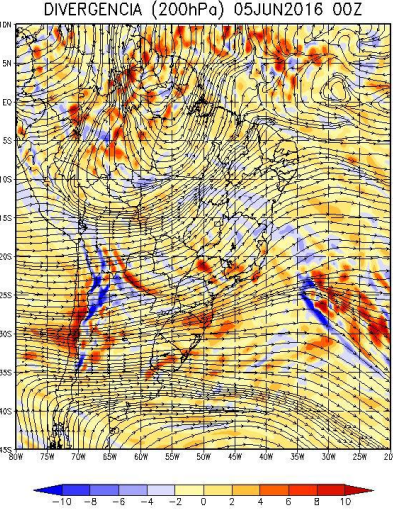 DIVERGENCIA (200hPa) 05JUN2016 00Z
10N
5N
EQ
5S
10S
15S
20S
25S
30S
35S
40S
45S
80W 75W 70W 65W 60W 55W 50W 45W 40W 35W 30W 25W 20W
-10 -8 -6 -4 -2 0 2 4 6 8 10